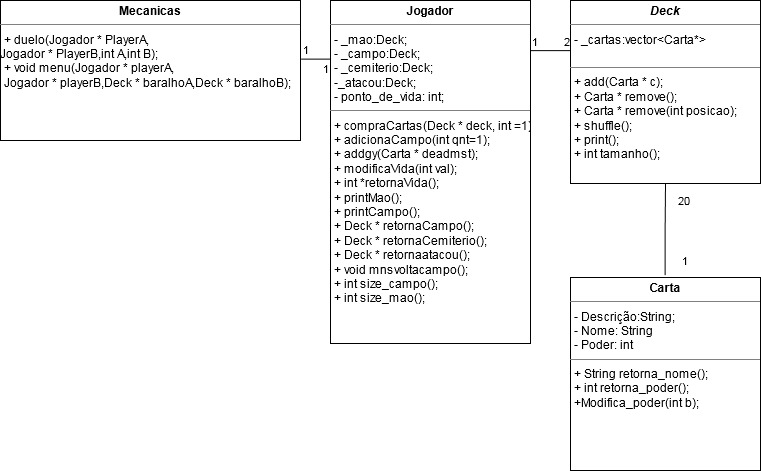 Mecanicas
+ duelo(Jogador * PlayerA,
Jogador * PlayerB,int A,int B);
+ void menu(Jogador * playerA,
Jogador * playerB,Deck * baralhoA,Deck * baralhoB);
1
1
Jogador
- _mao:Deck;
- _campo:Deck;
- _cemiterio:Deck;
-_atacou:Deck;
- ponto_de_vida: int;
+ compraCartas(Deck * deck, int =1)
+ adicionaCampo(int qnt=1);
+ addgy(Carta * deadmst);
+ modificaVida(int val);
+ int *retornaVida();
+ printMao();
+ printCampo();
+ Deck * retornaCampo();
+ Deck * retornaCemiterio();
+ Deck * retornaatacou();
+ void mnsvoltacampo();
+ int size_campo();
+ int size_mao();
1
2
Deck
- _cartas:vector<Carta*>
+ add(Carta * c);
+ Carta * remove();
+ Carta * remove(int posicao);
+ shuffle();
+ print();
+ int tamanho();
20
1
Carta
- Descrição:String;
- Nome: String
- Poder: int
+ String retorna_nome();
+ int retorna_poder();
+Modifica_poder(int b);